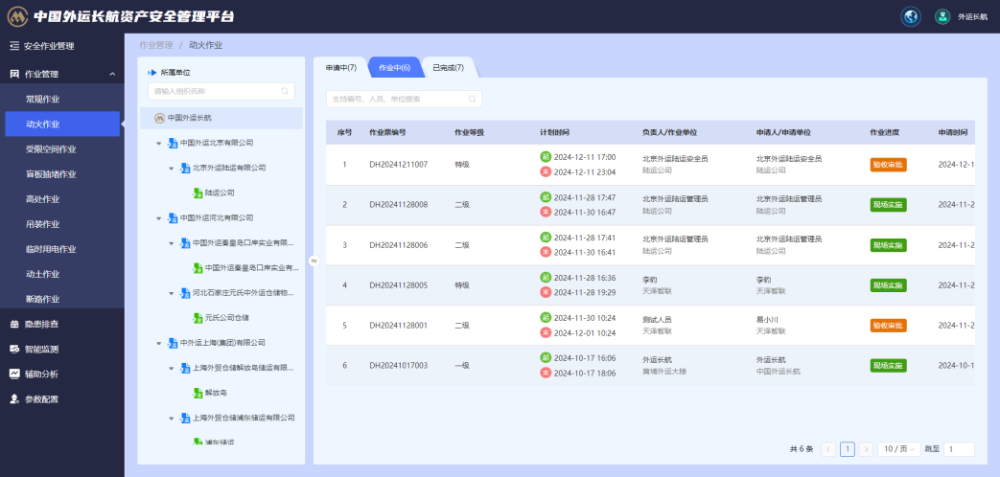 中国外运长航资产安全管理平台
外运长航
安全作业管理
作业管理
常规作业
动火作业
受限空间作业
盲板抽堵作业
高处作业
吊装作业
临时用电作业
动土作业
断路作业
隐患排查
智能监测
辅助分析
参数配置
作业管理 / 动火作业
所属单位
请输入组织名称
中国外运长航
中国外运北京有限公司
北京外运陆运有限公司
陆运公司
中国外运河北有限公司
中国外运秦皇岛口岸实业有限...
中国外运秦皇岛口岸实业有...
河北石家庄元氏中外运仓储物...
元氏公司仓储
中外运上海(集团)有限公司
上海外贸仓储解放岛储运有限...
解放岛
上海外贸仓储浦东储运有限公司
浦东储运
申请中(7) 作业中(6) 已完成(7)
支持编号、人员、单位搜索
序号 作业票编号 作业等级 计划时间 负责人/作业单位 申请人/申请单位 作业进度 申请时间
1 DH20241211007 特级 起 2024-12-11 17:00 末 2024-12-11 23:04 北京外运陆运安全员 陆运公司 北京外运陆运安全员 陆运公司 验收审批 2024-12-1
2 DH20241128008 二级 起 2024-11-28 17:47 末 2024-11-30 16:47 北京外运陆运管理员 陆运公司 北京外运陆运管理员 陆运公司 现场实施 2024-11-2
3 DH20241128006 二级 起 2024-11-28 17:41 末 2024-11-30 16:41 北京外运陆运管理员 陆运公司 北京外运陆运管理员 陆运公司 现场实施 2024-11-2
4 DH20241128005 特级 起 2024-11-28 16:36 末 2024-11-28 19:29 李豹 天泽智联 李豹 天泽智联 现场实施 2024-11-2
5 DH20241128001 二级 起 2024-11-30 10:24 末 2024-12-01 10:24 测试人员 天泽智联 易小川 天泽智联 验收审批 2024-11-2
6 DH20241017003 一级 起 2024-10-17 16:06 末 2024-10-17 18:06 外运长航 黄埔外运大楼 外运长航 中国外运长航 现场实施 2024-10-1
共 6 条 1 10 / 页 跳至 1